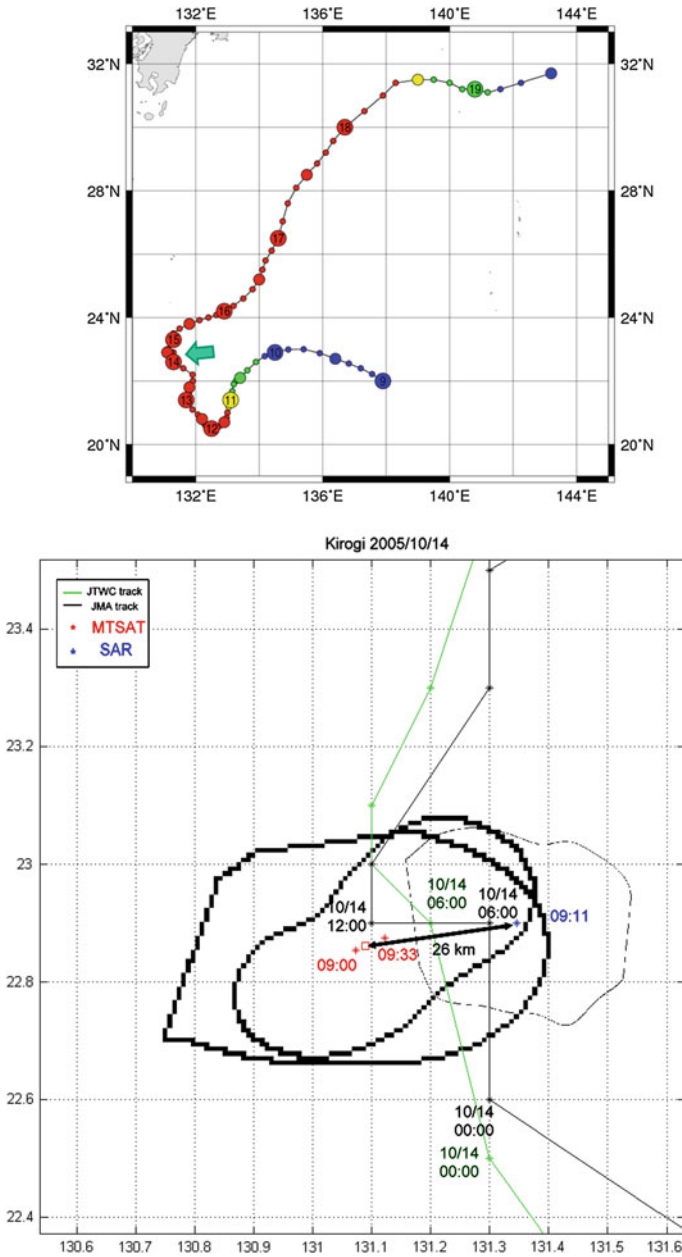 132°E 136°E 140°E 144°E
32°N 32°N
28°N 28°N
24°N 24°N
20°N 20°N
19
18
17
16
15
14
13
12
11
10
9
132°E 136°E 140°E 144°E
Kirogi 2005/10/14
JTWC track
JMA track
MTSAT
SAR
23.4
23.2
23
22.8
22.6
22.4
10/14
06:00
10/14
06:00
10/14
12:00
09:11
09:33
09:00
26 km
10/14
00:00
10/14
00:00
130.6 130.7 130.8 130.9 131 131.1 131.2 131.3 131.4 131.5 131.6